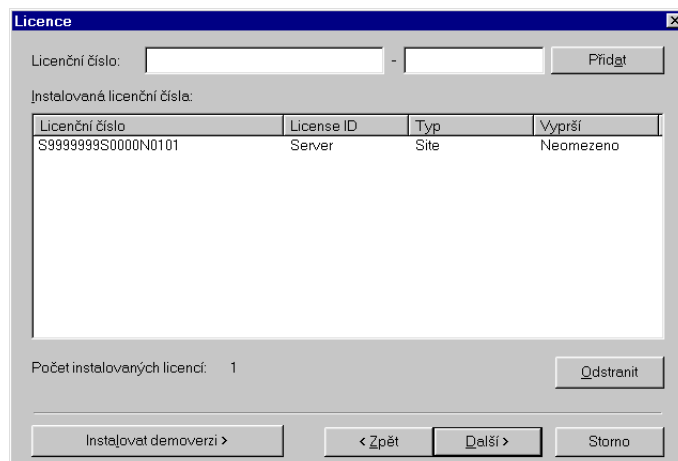 Licence
Licenční číslo: - Přidat
Instalovaná licenční čísla:
Licenční číslo License ID Typ Vyprší
S9999999S0000N0101 Server Site Neomezeno
Počet instalovaných licencí: 1 Odstranit
Instalovat demoverzi > < Zpět Další > Storno